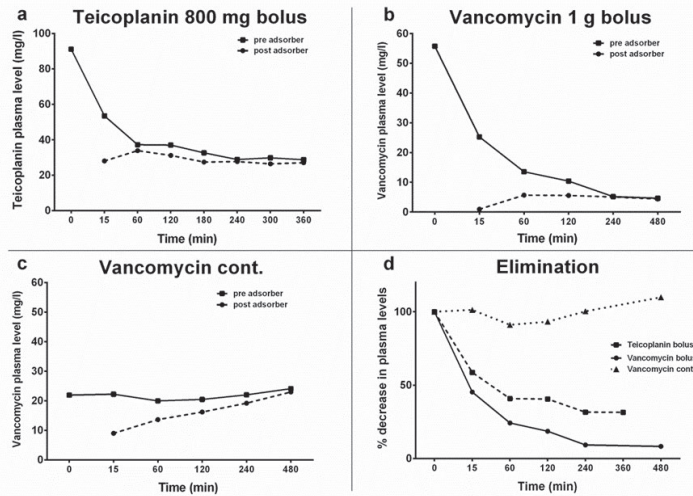 a
Teicoplanin 800 mg bolus
pre adsorber
post adsorber
Teicoplanin plasma level (mg/l)
100
80
60
40
20
0
0 15 60 120 180 240 300 360
Time (min)
b
Vancomycin 1 g bolus
pre adsorber
post adsorber
Vancomycin plasma level (mg/l)
60
50
40
30
20
10
0
0 15 60 120 240 480
Time (min)
c
Vancomycin cont.
pre adsorber
post adsorber
Vancomycin plasma level (mg/l)
60
50
40
30
20
10
0
0 15 60 120 240 480
Time (min)
d
Elimination
% decrease in plasma levels
100
50
0
Teicoplanin bolus
Vancomycin bolus
Vancomycin cont
0 15 60 120 240 360 480
Time (min)